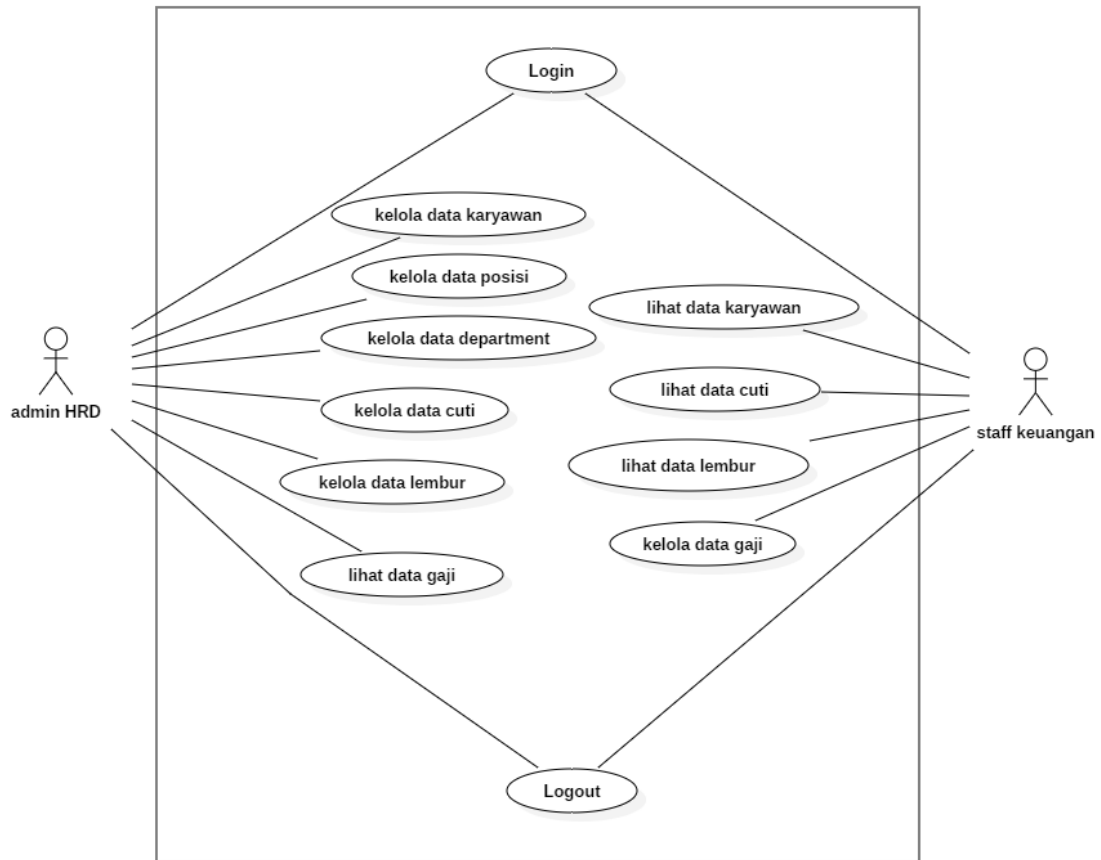 Login
kelola data karyawan
kelola data posisi
lihat data karyawan
kelola data department
lihat data cuti
admin HRD
kelola data cuti
staff keuangan
lihat data lembur
kelola data lembur
kelola data gaji
lihat data gaji
Logout